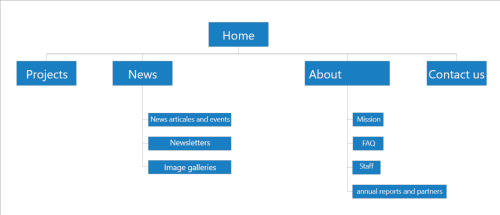 Home
Projects
News
About
Contact us
News articales and events
Newsletters
Image galleries
Mission
FAQ
Staff
annual reports and partners